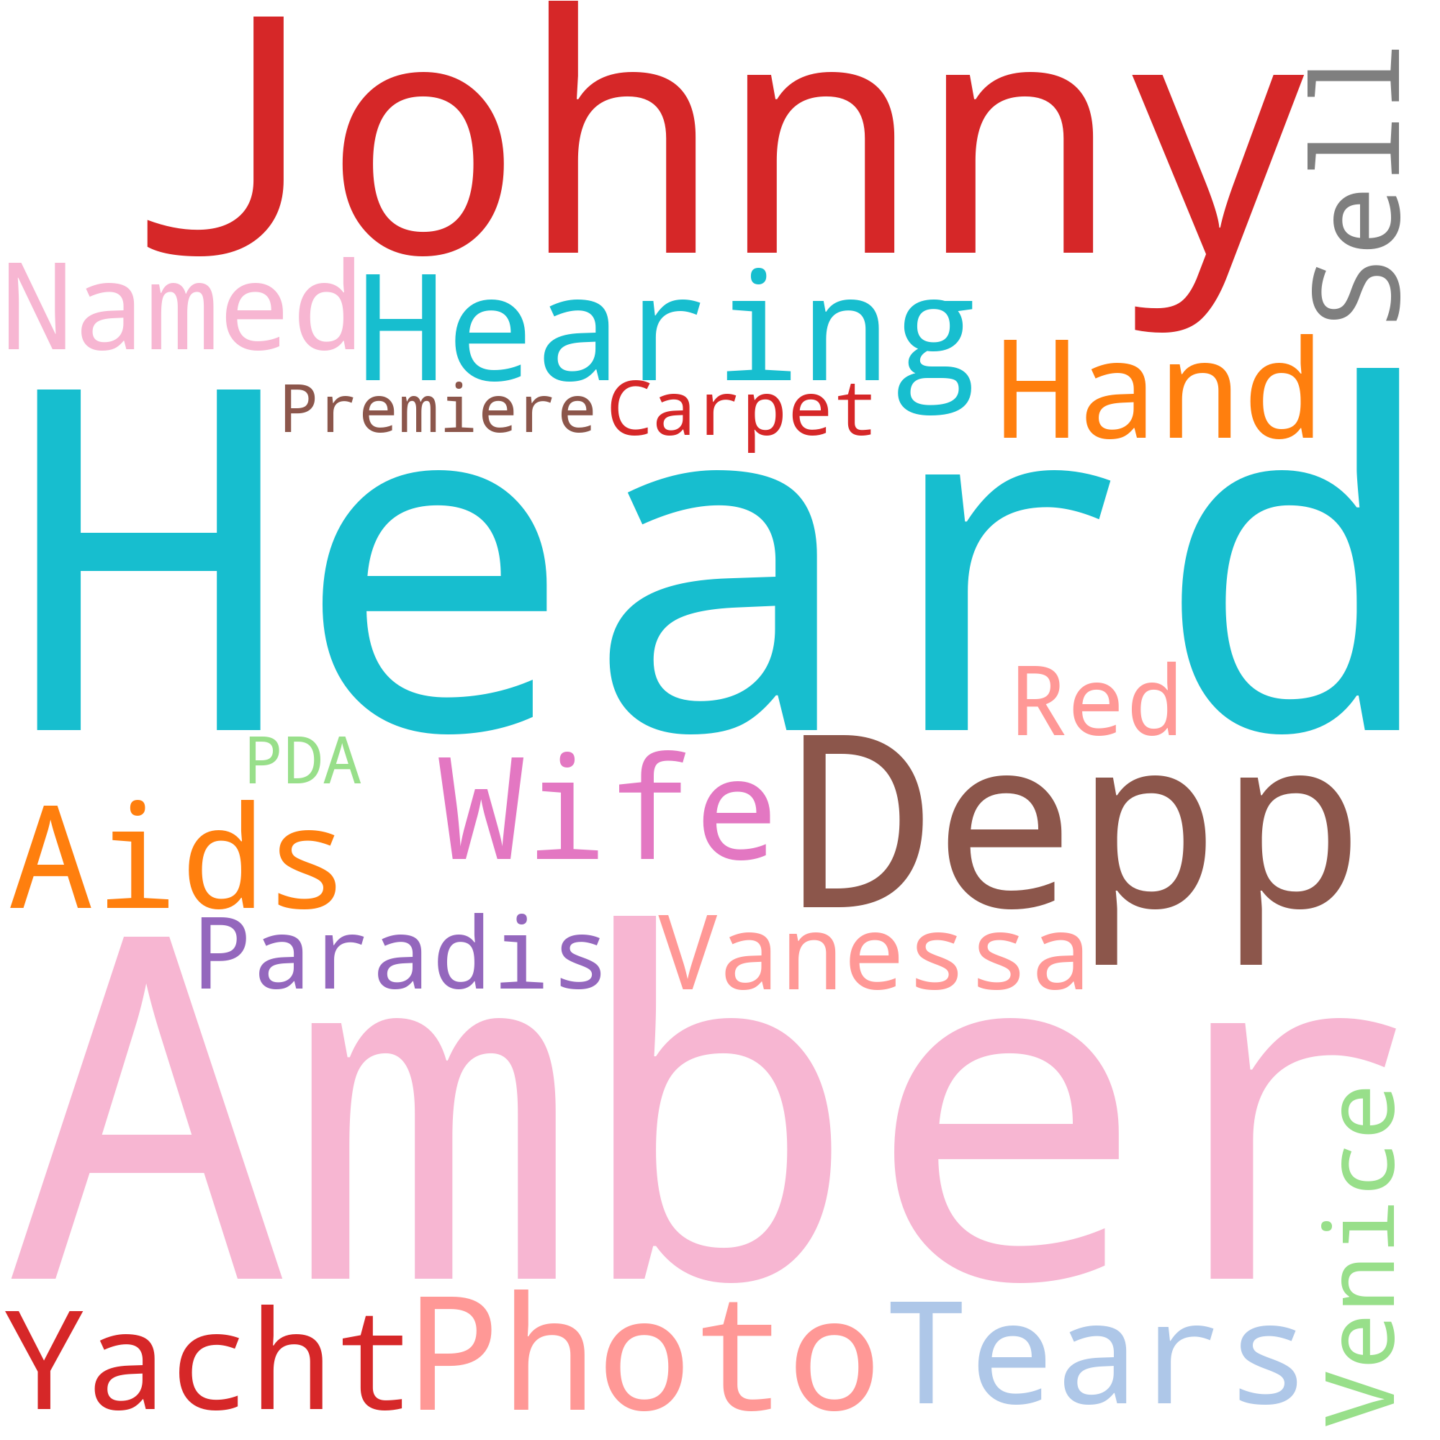 Johnny
Sell
Named
Hearing
Hand
Premiere
Carpet
Heard
Red
PDA
Wife
Depp
Aids
Paradis
Vanessa
Amber
Venice
Yacht
Photo
Tears